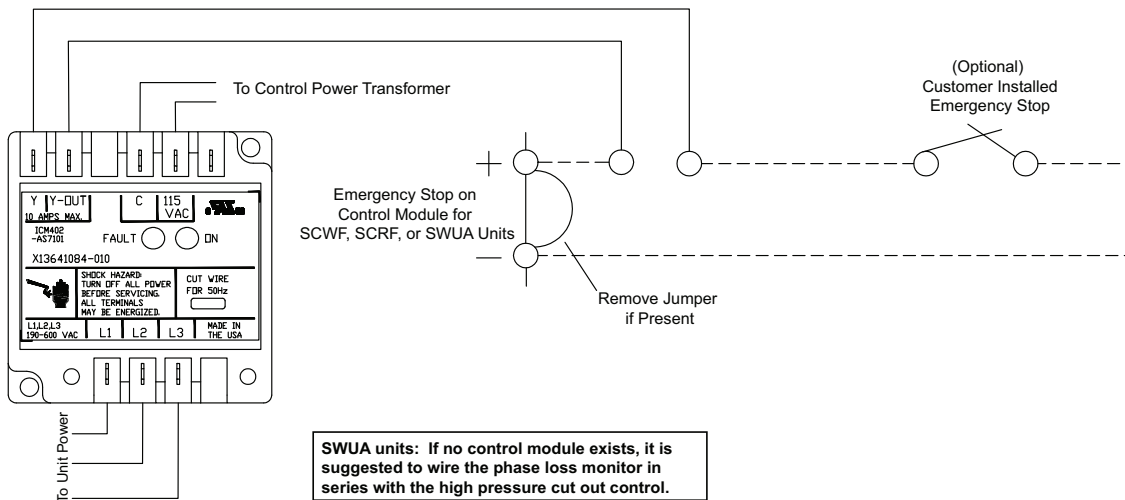 To Control Power Transformer
(Optional)
Customer Installed
Emergency Stop
+
Emergency Stop on
Control Module for
SCWF, SCRF, or SWUA Units
—
Remove Jumper
if Present
Y Y-OUT C 115
VAC
10 AMPS MAX.
ICM402
-AS7101
FAULT ON
X13641084-010
SHOCK HAZARD:
TURN OFF ALL POWER
BEFORE SERVICING.
ALL TERMINALS
MAY BE ENERGIZED.
CUT WIRE
FOR 50Hz
L1,L2,L3
190-600 VAC
L1 L2 L3
MADE IN
THE USA
To Unit Power
SWUA units: If no control module exists, it is
suggested to wire the phase loss monitor in
series with the high pressure cut out control.